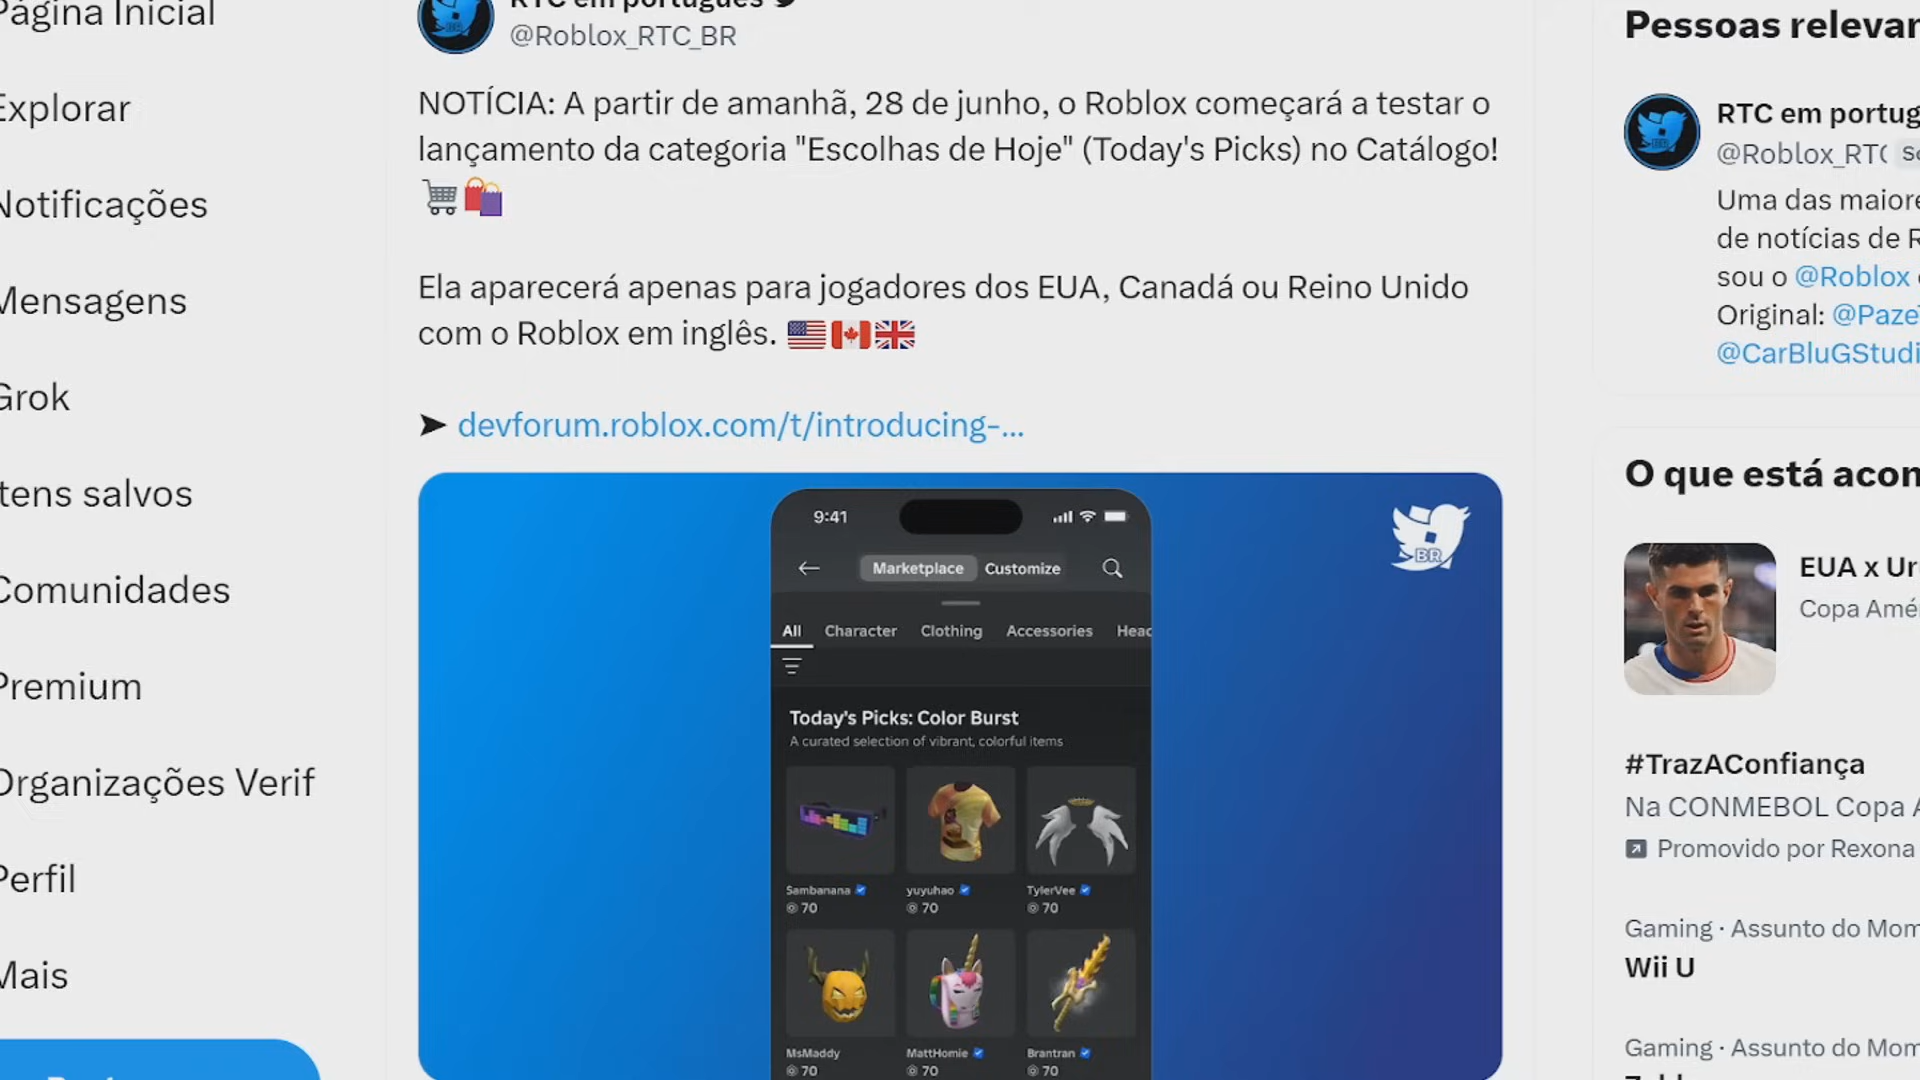 Página Inicial
Explorar
Notificações
Mensagens
Grok
Itens salvos
Comunidades
Premium
Organizações Verif
Perfil
Mais
RTC em português
@Roblox_RTC_BR
NOTÍCIA: A partir de amanhã, 28 de junho, o Roblox começará a testar o
lançamento da categoria "Escolhas de Hoje" (Today's Picks) no Catálogo!
Ela aparecerá apenas para jogadores dos EUA, Canadá ou Reino Unido
com o Roblox em inglês.
➤ devforum.roblox.com/t/introducing-...
9:41
Marketplace
Customize
All
Character
Clothing
Accessories
Head
Today's Picks: Color Burst
A curated selection of vibrant, colorful items
Sambanana
yuyuhao
TylerVee
70
70
70
MsMaddy
MattHomie
Brantran
70
70
70
BR
Pessoas relevan
RTC em portug
@Roblox_RTC
Uma das maiore
de notícias de R
sou o @Roblox
Original: @PazeT
@CarBluGStudi
O que está acon
EUA x Uru
Copa Amé
#TrazAConfiança
Na CONMEBOL Copa A
Promovido por Rexona
Gaming · Assunto do Mom
Wii U
Gaming · Assunto do Mom